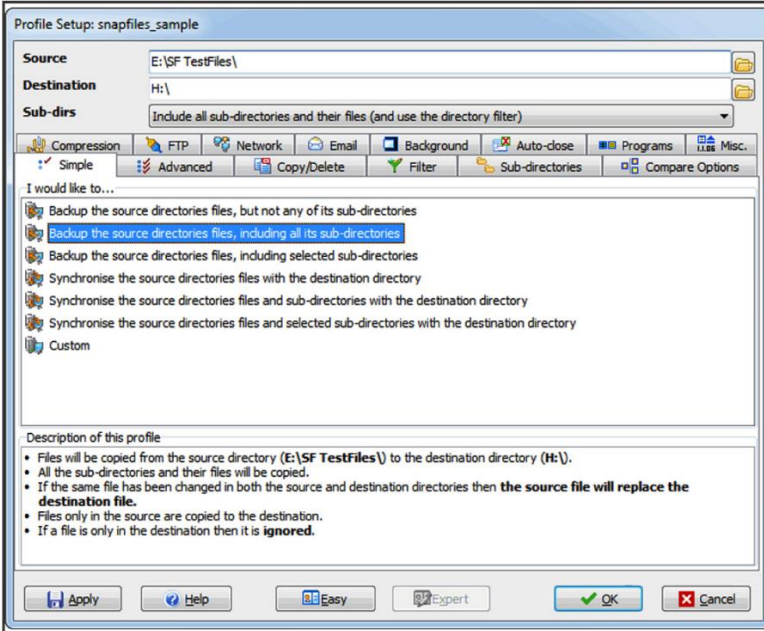 Profile Setup: snapfiles_sample
Source E:\SF TestFiles\
Destination H:\
Sub-dirs Include all sub-directories and their files (and use the directory filter)
Compression FTP Network Email Background Auto-close Programs Misc.
Simple Advanced Copy/Delete Filter Sub-directories Compare Options
I would like to...
Backup the source directories files, but not any of its sub-directories
Backup the source directories files, including all its sub-directories
Backup the source directories files, including selected sub-directories
Synchronise the source directories files with the destination directory
Synchronise the source directories files and sub-directories with the destination directory
Synchronise the source directories files and selected sub-directories with the destination directory
Custom
Description of this profile
• Files will be copied from the source directory (E:\SF TestFiles\) to the destination directory (H:\).
• All the sub-directories and their files will be copied.
• If the same file has been changed in both the source and destination directories then the source file will replace the
destination file.
• Files only in the source are copied to the destination.
• If a file is only in the destination then it is ignored.
Apply Help Easy Expert OK Cancel